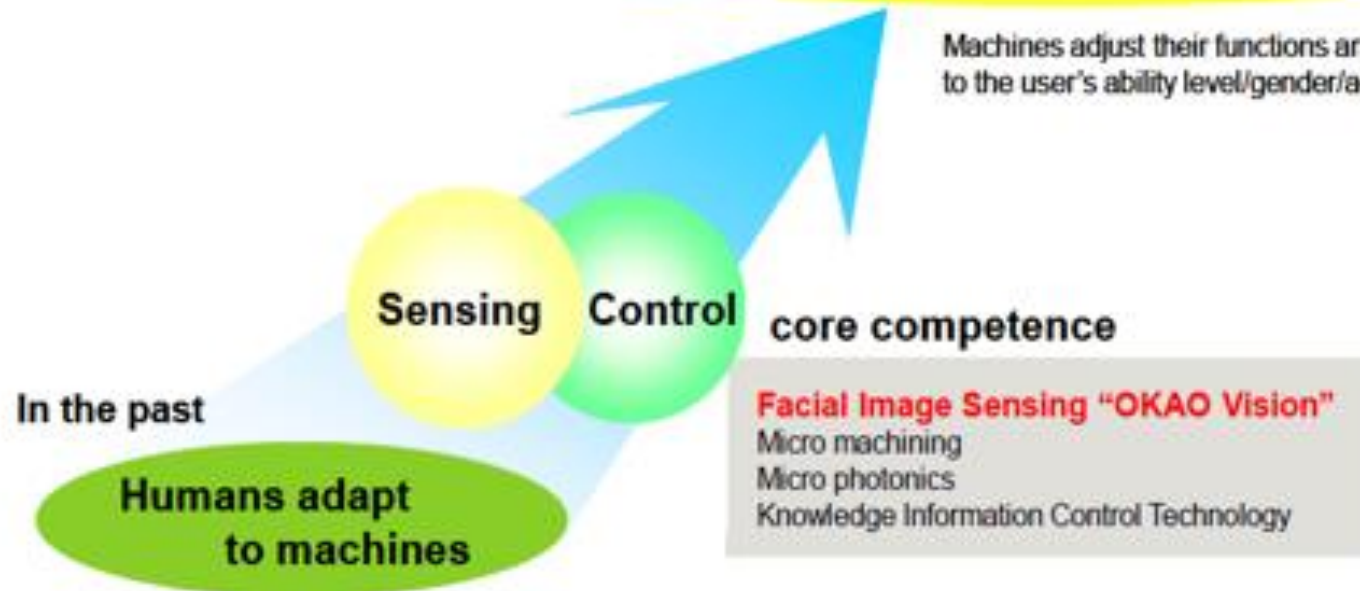 Machines adjust their functions
to the user's ability level/gender/
Sensing
Control
core competence
In the past
Facial Image Sensing “OKAO Vision”
Micro machining
Micro photonics
Knowledge Information Control Technology
Humans adapt
to machines